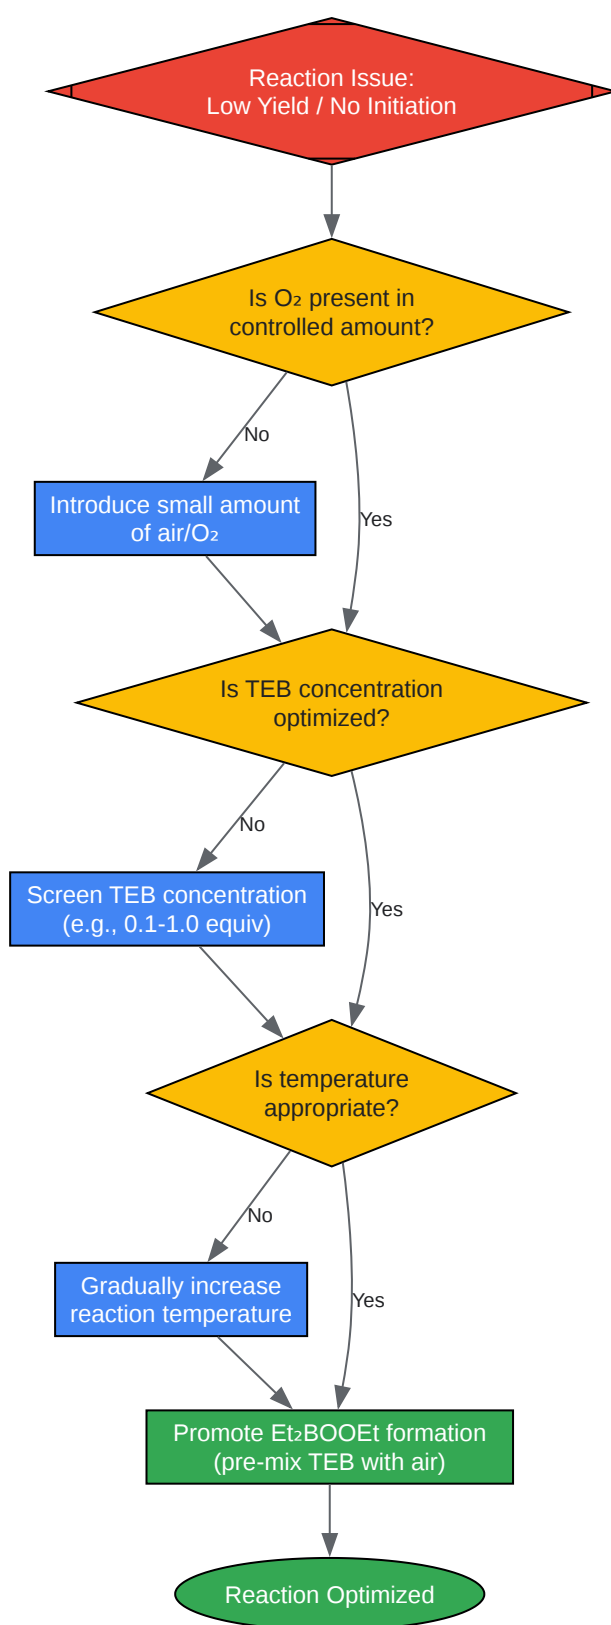 Reaction Issue:
Low Yield / No Initiation
Is O₂ present in
controlled amount?
No
Introduce small amount
of air/O₂
Yes
Is TEB concentration
optimized?
No
Screen TEB concentration
(e.g., 0.1-1.0 equiv)
Yes
Is temperature
appropriate?
No
Gradually increase
reaction temperature
Yes
Promote Et₂BOOEt formation
(pre-mix TEB with air)
Reaction Optimized